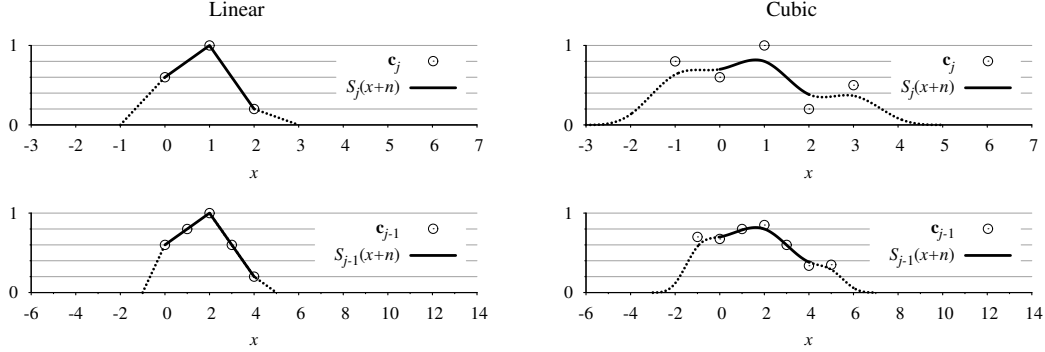 Linear
1
0
-3 -2 -1 0 1 2 3 4 5 6 7
x
c_j
S_j(x+n)
Cubic
1
0
-3 -2 -1 0 1 2 3 4 5 6 7
x
c_j
S_j(x+n)
1
0
-6 -4 -2 0 2 4 6 8 10 12 14
x
c_{j-1}
S_{j-1}(x+n)
1
0
-6 -4 -2 0 2 4 6 8 10 12 14
x
c_{j-1}
S_{j-1}(x+n)